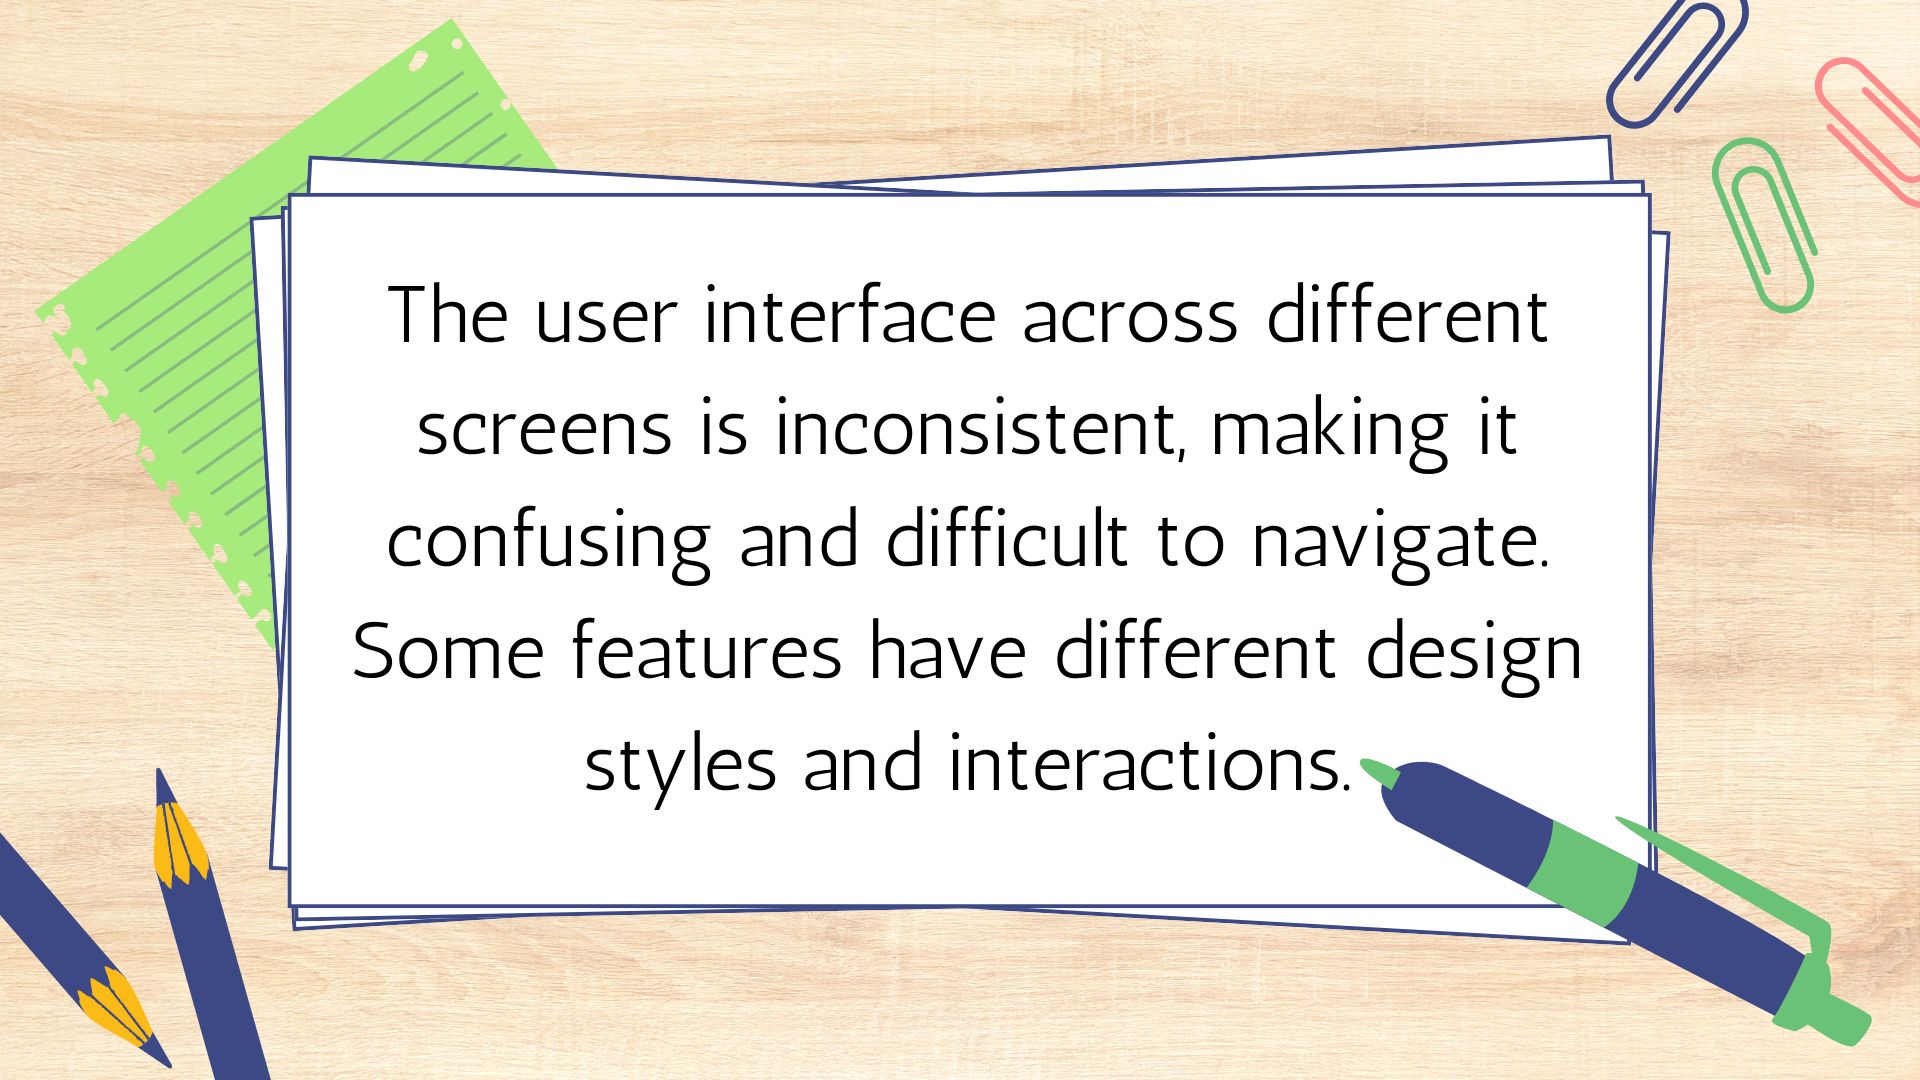 The user interface across different
screens is inconsistent, making it
confusing and difficult to navigate.
Some features have different design
styles and interactions.